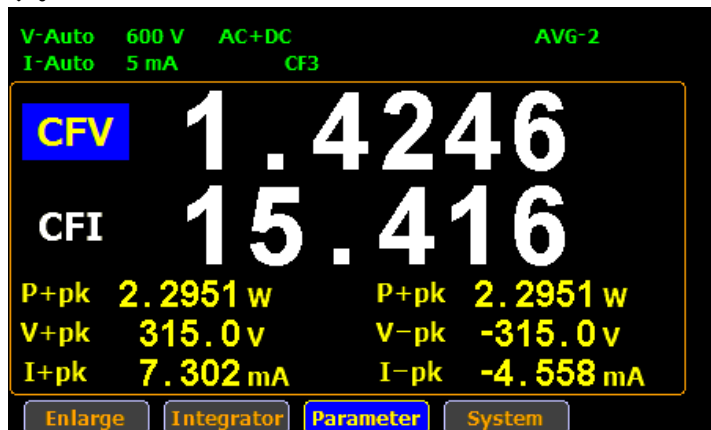 V-Auto 600 V AC+DC AVG-2
I-Auto 5 mA CF3
CFV 1.4246
CFI 15.416
P+pk 2.2951 W P+pk 2.2951 W
V+pk 315.0 V V-pk -315.0 V
I+pk 7.302 mA I-pk -4.558 mA
Enlarge Integrator Parameter System